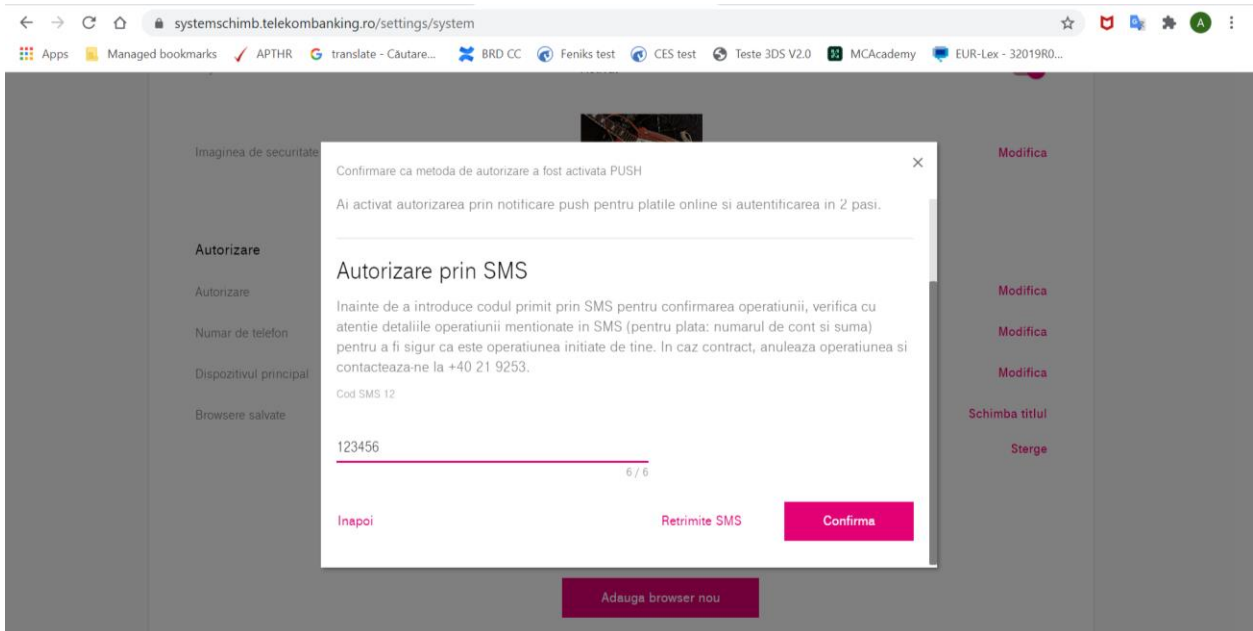 systemschimb.telekombanking.ro/settings/system
A
Apps Managed bookmarks APTHR translate - Căutare... BRD CC Feniks test CES test Teste 3DS V2.0 MCAcademy EUR-Lex - 32019R0...
Imaginea de securitate
Modifica
Confirmare ca metoda de autorizare a fost activata PUSH
Ai activat autorizarea prin notificare push pentru platile online si autentificarea in 2 pasi.
Autorizare
Autorizare prin SMS
Autorizare
Modifica
Inainte de a introduce codul primit prin SMS pentru confirmarea operatiunii, verifica cu
atentie detaliile operatiunii mentionate in SMS (pentru plata: numarul de cont si suma)
pentru a fi sigur ca este operatiunea initiate de tine. In caz contract, anuleaza operatiunea si
contacteaza-ne la +40 21 9253.
Numar de telefon
Modifica
Dispozitivul principal
Modifica
Cod SMS 12
Browsere salvate
Schimba titlul
123456
Sterge
6 / 6
Inapoi
Retrimite SMS
Confirma
Adauga browser nou